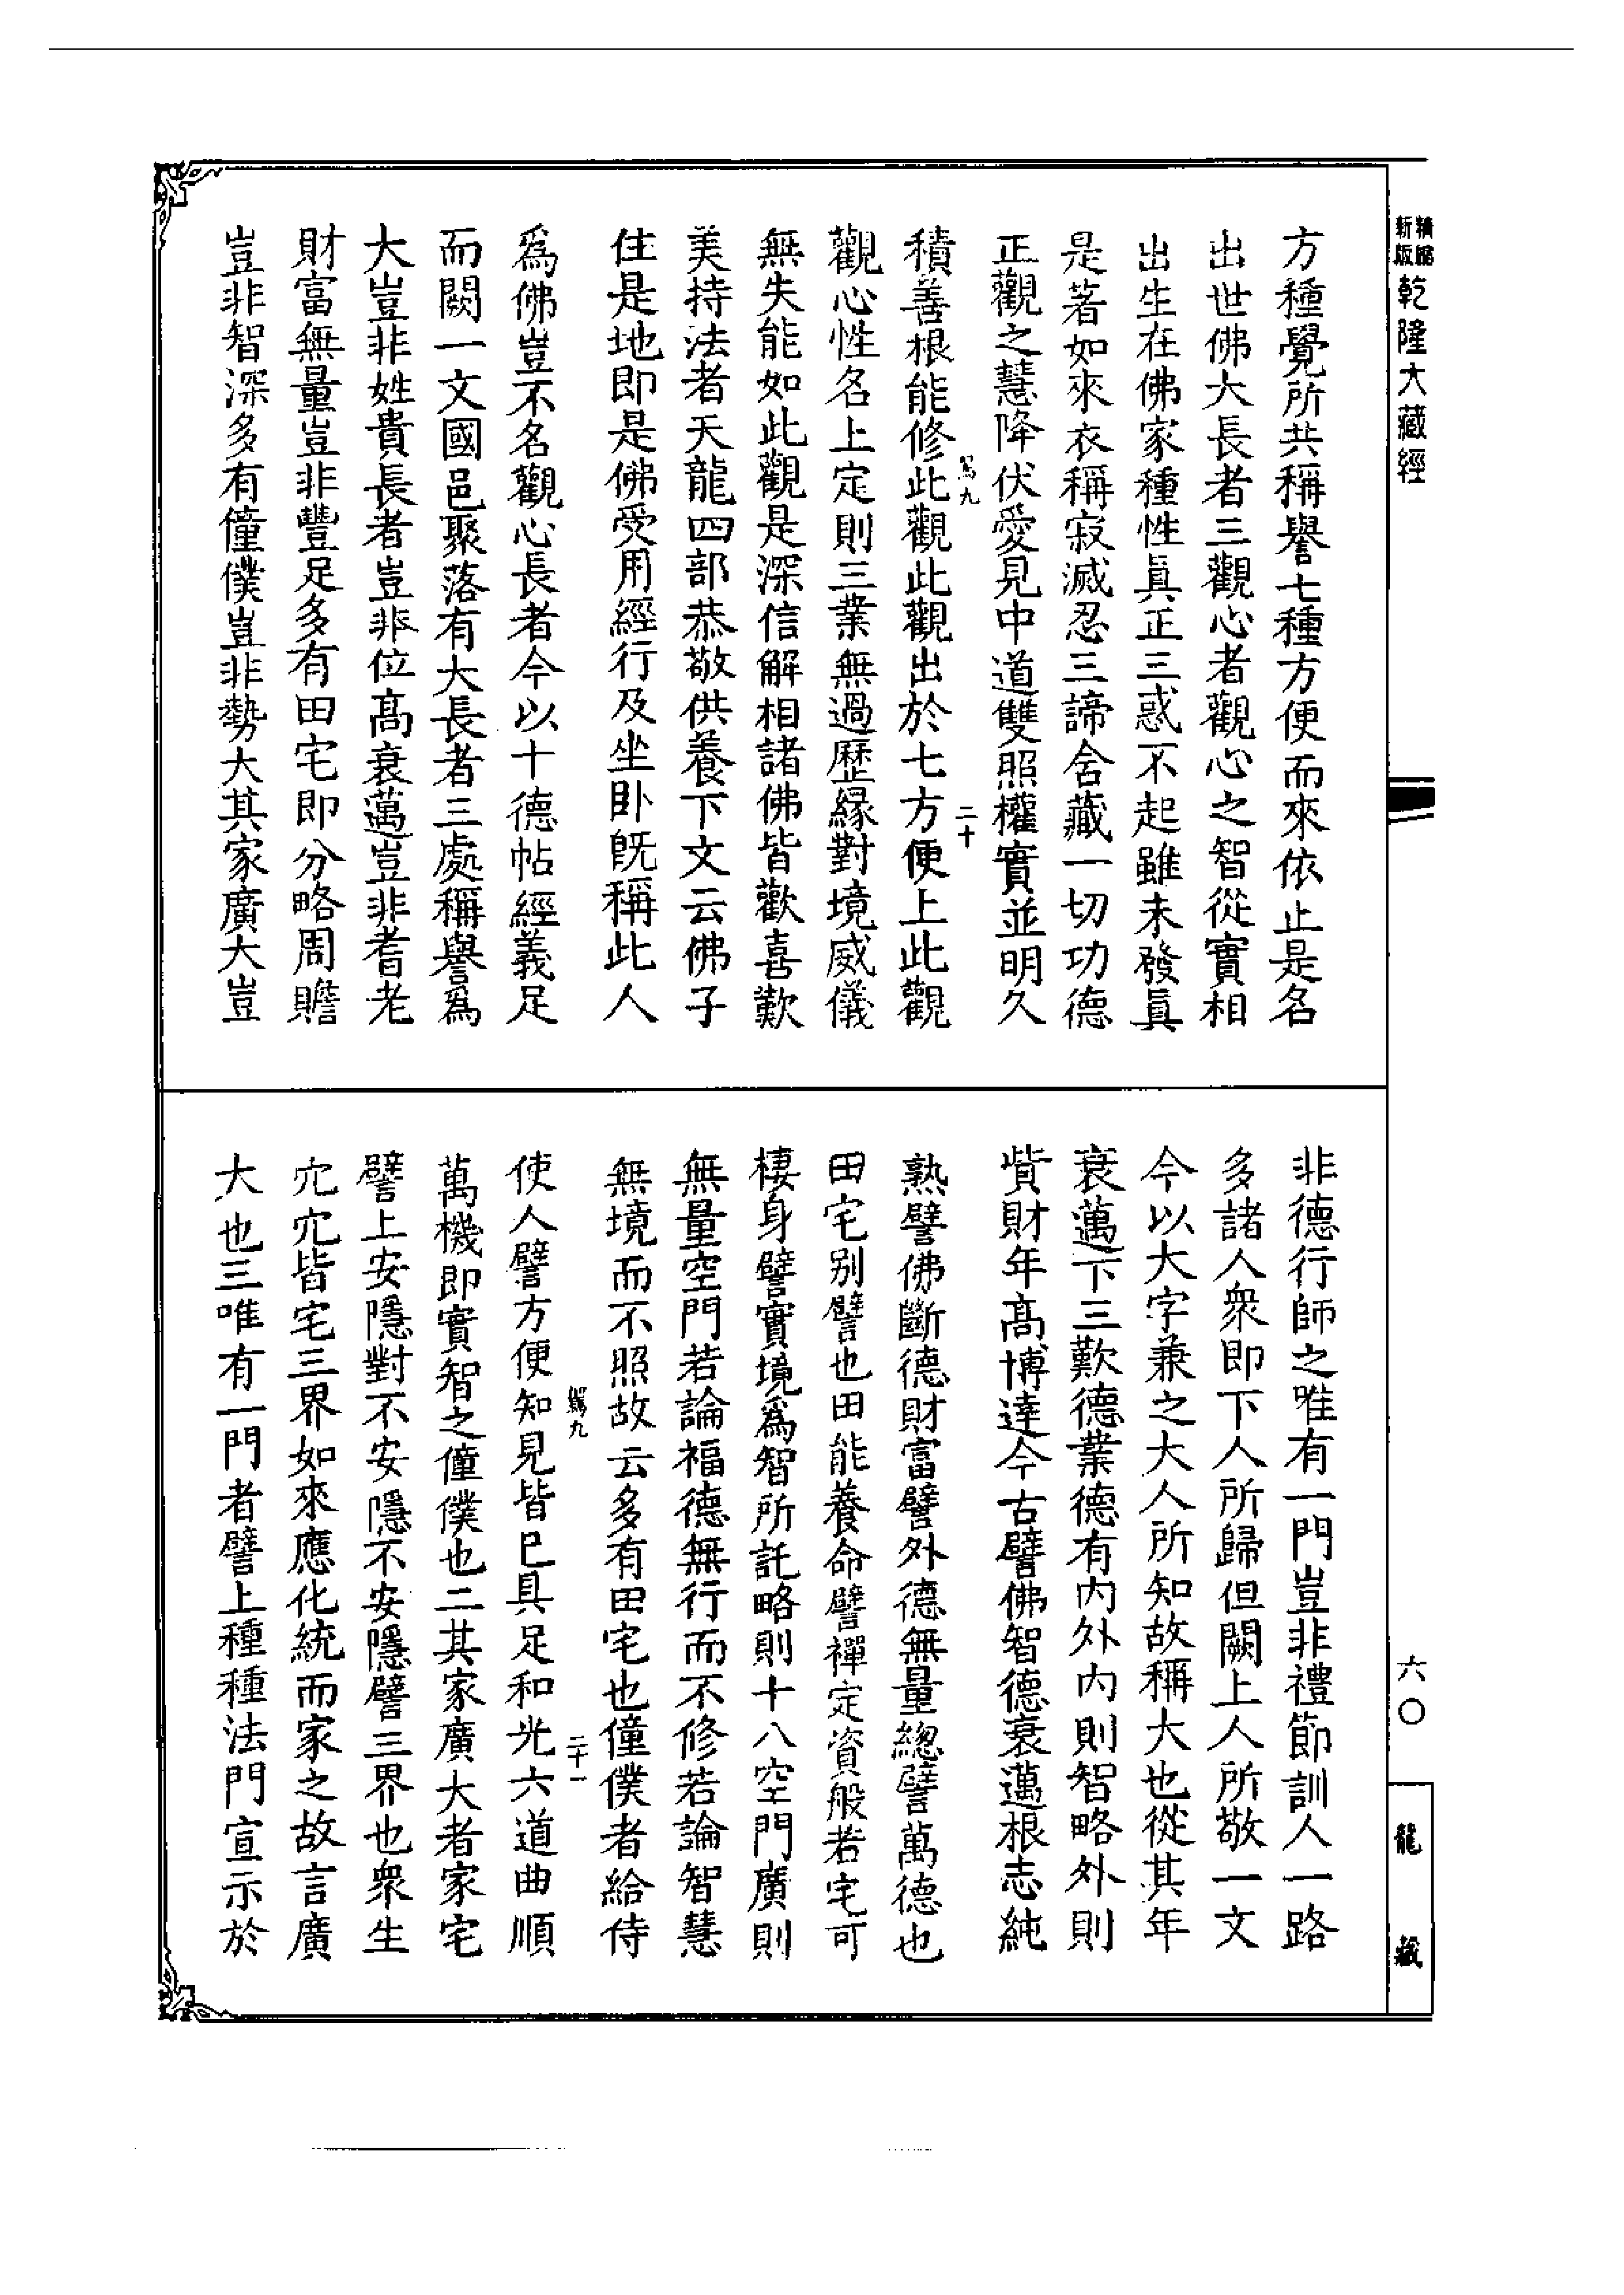 精縮新版
乾隆大藏經
六〇
龍藏
方種覺所共稱譽七種方便而來依止是名
出世佛大長者三觀心者觀心之智從實相
出生在佛家種性眞正三惑不起雖未發眞
是著如來衣稱寂滅忍三諦含藏一切功德
正觀之慧降伏愛見中道雙照權實並明久
駕九
二十
積善根能修此觀此觀出於七方便上此觀
觀心性名上定則三業無過歷緣對境威儀
無失能如此觀是深信解相諸佛皆歡喜歎
美持法者天龍四部恭敬供養下文云佛子
住是地即是佛受用經行及坐卧既稱此人
爲佛豈不名觀心長者今以十德帖經義足
而闕一文國邑聚落有大長者三處稱譽爲
大豈非姓貴長者豈非位髙衰邁豈非耆老
財富無量豈非豐足多有田宅即分略周贍
豈非智深多有僮僕豈非勢大其家廣大豈
非德行師之唯有一門豈非禮節訓人一路
多諸人衆即下人所歸但闕上人所敬一文
今以大字兼之大人所知故稱大也從其年
衰邁下三歎德業德有内外内則智略外則
貲財年髙博達今古譬佛智德衰邁根志純
熟譬佛斷德財富譬外德無量總譬萬德也
田宅别譬也田能養命譬禪定資般若宅可
棲身譬實境爲智所託略則十八空門廣則
無量空門若論福德無行而不修若論智慧
無境而不照故云多有田宅也僮僕者給侍
駕九
二十一
使人譬方便知見皆已具足和光六道曲順
萬機即實智之僮僕也二其家廣大者家宅
譬上安隱對不安隱不安隱譬三界也衆生
宂宂皆宅三界如來應化統而家之故言廣
大也三唯有一門者譬上種種法門宣示於